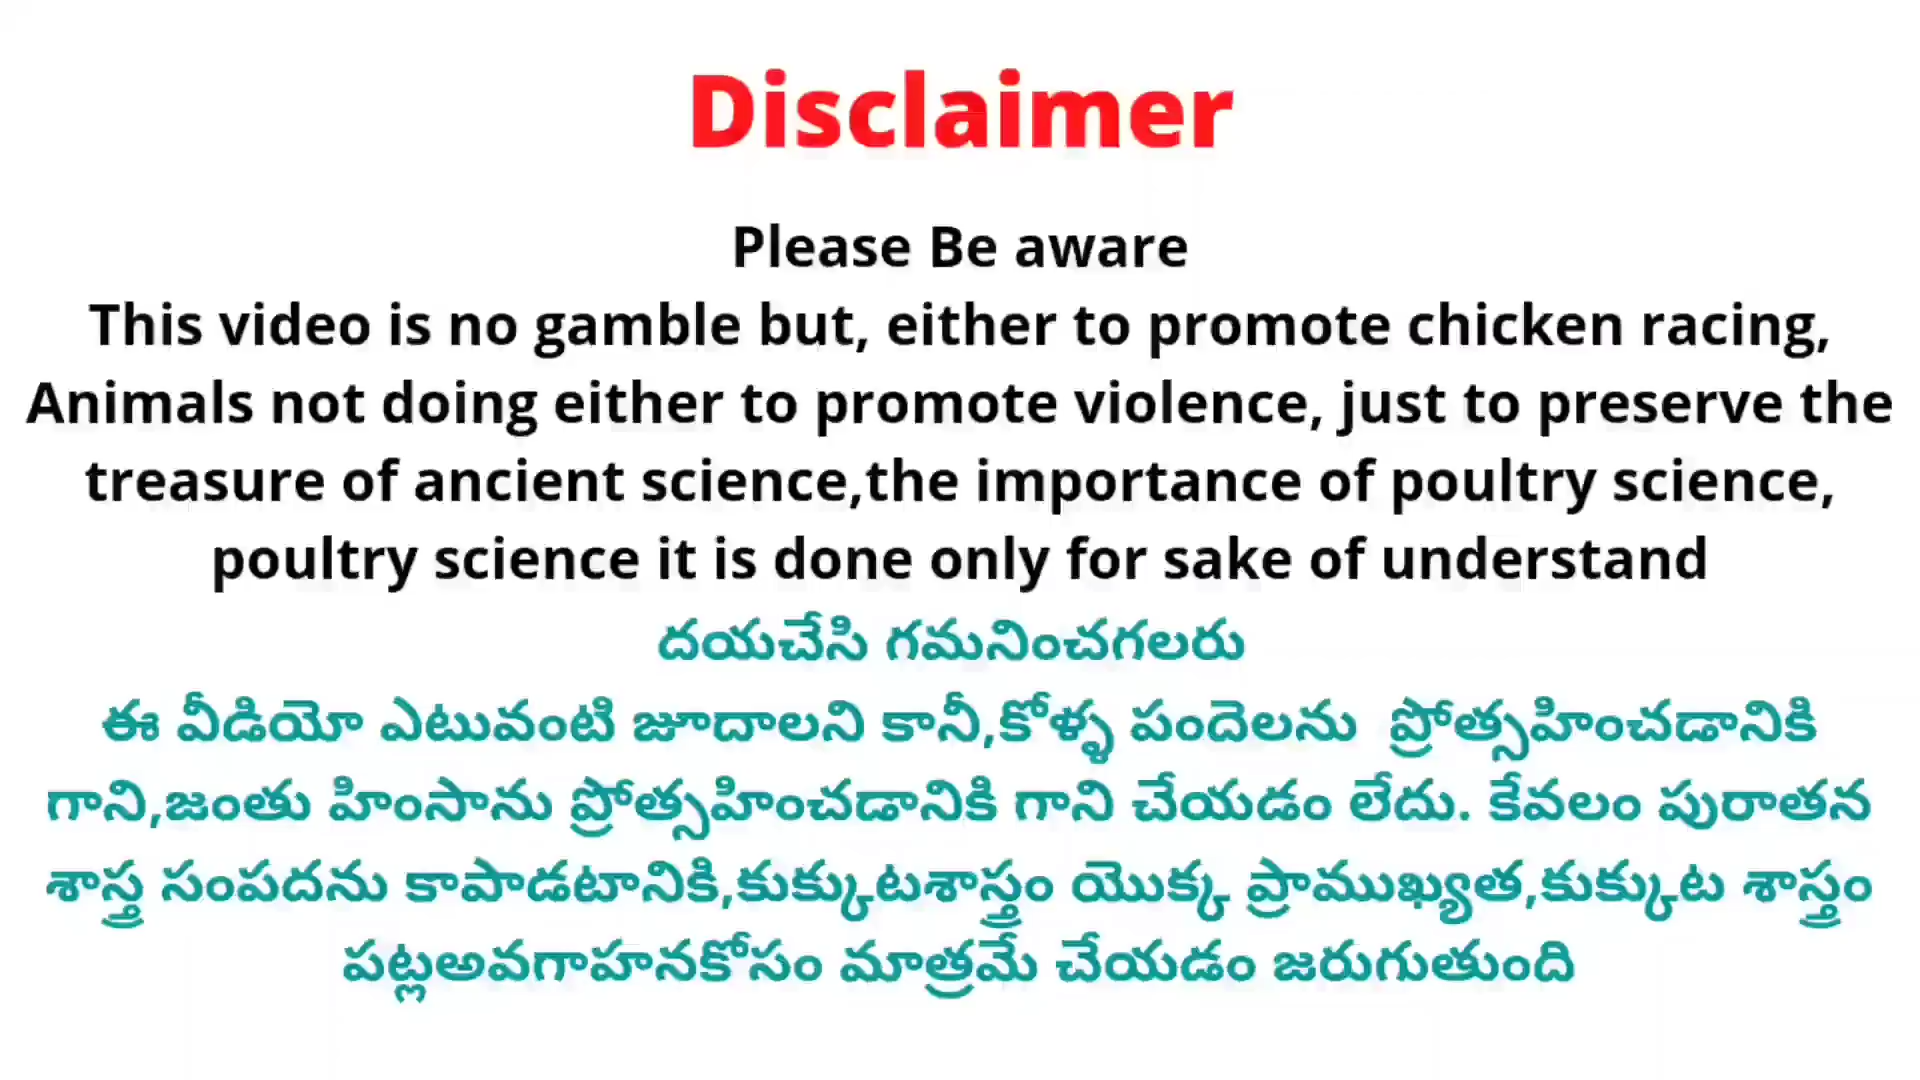 Disclaimer
Please Be aware
This video is no gamble but, either to promote chicken racing,
Animals not doing either to promote violence, just to preserve the
treasure of ancient science,the importance of poultry science,
poultry science it is done only for sake of understand
దయచేసి గమనించగలరు
ఈ వీడియో ఎటువంటి జూదాలని కానీ,కోళ్ళ పందెలను ప్రోత్సహించడానికి
గాని,జంతు హింసాను ప్రోత్సహించడానికి గాని చేయడం లేదు. కేవలం పురాతన
శాస్త్ర సంపదను కాపాడటానికి,కుక్కుటశాస్త్రం యొక్క ప్రాముఖ్యత,కుక్కుట శాస్త్రం
పట్లఅవగాహనకోసం మాత్రమే చేయడం జరుగుతుంది